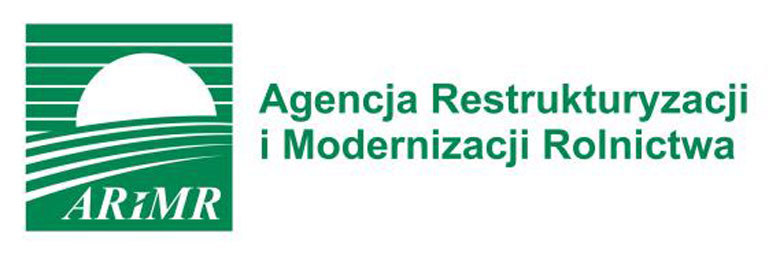 Agencja Restrukturyzacji
i Modernizacji Rolnictwa
ARiMR